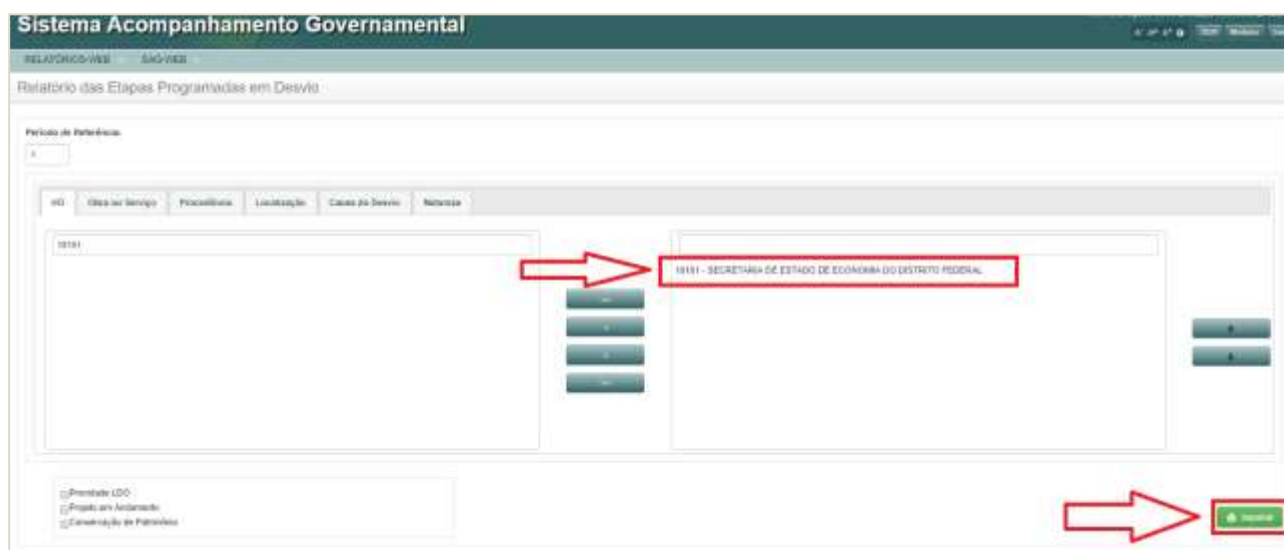 Sistema Acompanhamento Governamental
RELATÓRIOS-WEB SAG-WEB
Relatório das Etapas Programadas em Desvio
Período de Referência:
UO Obra ou Serviço Procedência Localização Causa do Desvio Natureza
19101
19101 - SECRETARIA DE ESTADO DE ECONOMIA DO DISTRITO FEDERAL
Prioridade LDO
Projeto em Andamento
Conservação de Patrimônio
Imprimir